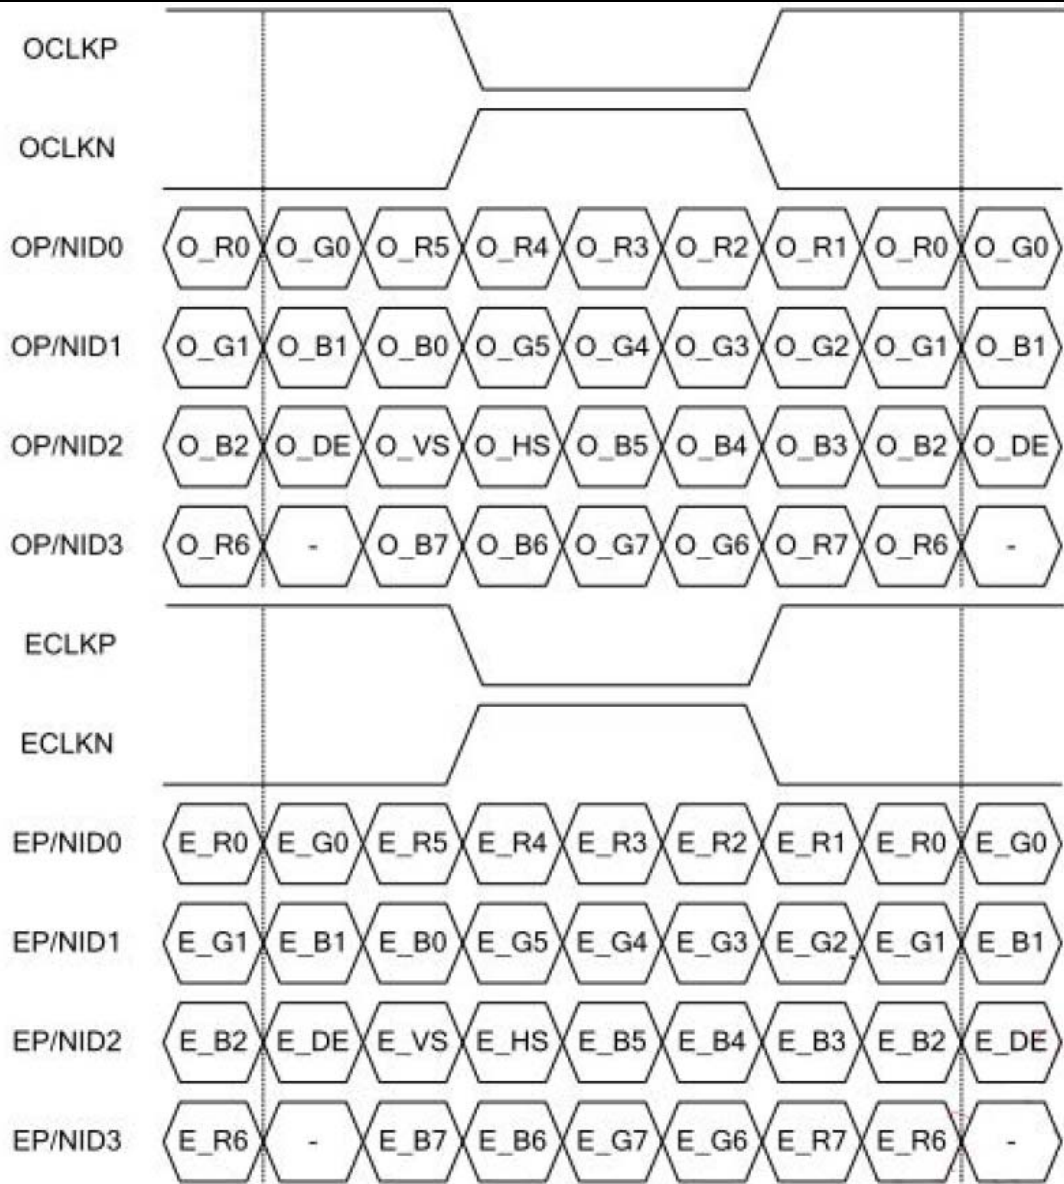 OCLKP
OCLKN
OP/NID0 O_R0 O_G0 O_R5 O_R4 O_R3 O_R2 O_R1 O_R0 O_G0
OP/NID1 O_G1 O_B1 O_B0 O_G5 O_G4 O_G3 O_G2 O_G1 O_B1
OP/NID2 O_B2 O_DE O_VS O_HS O_B5 O_B4 O_B3 O_B2 O_DE
OP/NID3 O_R6 - O_B7 O_B6 O_G7 O_G6 O_R7 O_R6 -
ECLKP
ECLKN
EP/NID0 E_R0 E_G0 E_R5 E_R4 E_R3 E_R2 E_R1 E_R0 E_G0
EP/NID1 E_G1 E_B1 E_B0 E_G5 E_G4 E_G3 E_G2 E_G1 E_B1
EP/NID2 E_B2 E_DE E_VS E_HS E_B5 E_B4 E_B3 E_B2 E_DE
EP/NID3 E_R6 - E_B7 E_B6 E_G7 E_G6 E_R7 E_R6 -